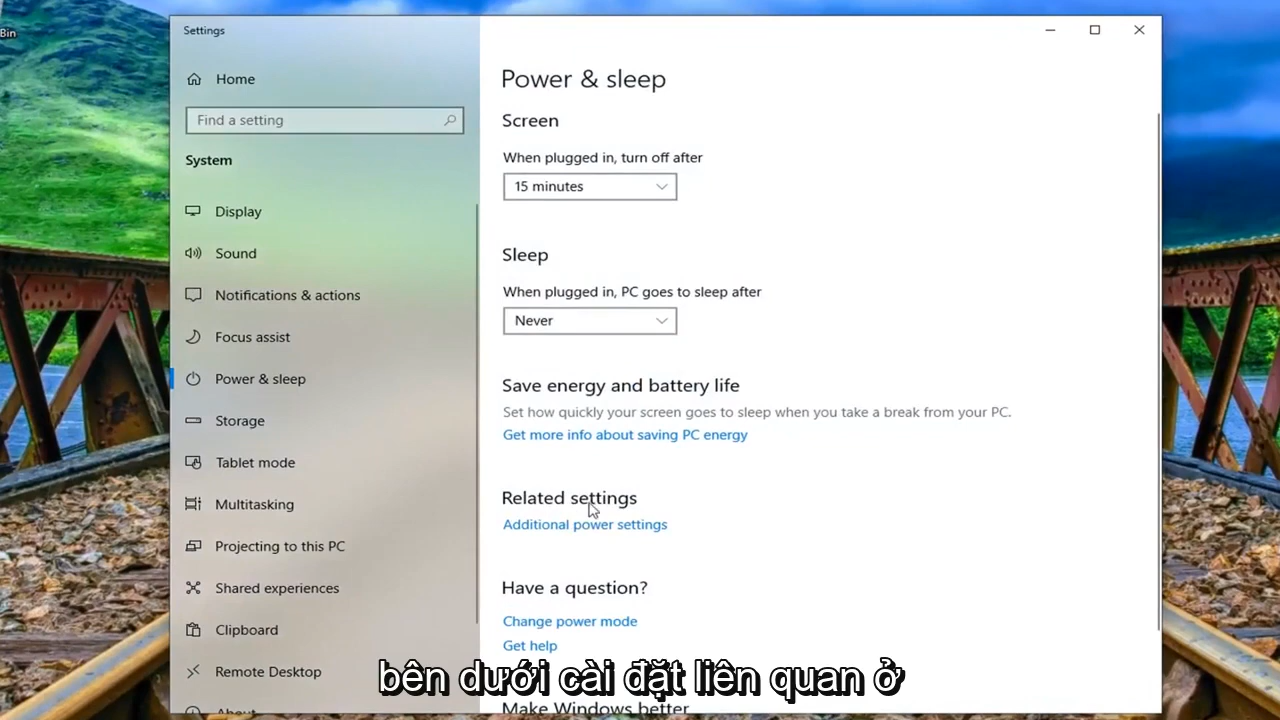 Bin
Settings
Home
Find a setting
System
Display
Sound
Notifications & actions
Focus assist
Power & sleep
Storage
Tablet mode
Multitasking
Projecting to this PC
Shared experiences
Clipboard
Remote Desktop
About
Power & sleep
Screen
When plugged in, turn off after
15 minutes
Sleep
When plugged in, PC goes to sleep after
Never
Save energy and battery life
Set how quickly your screen goes to sleep when you take a break from your PC.
Get more info about saving PC energy
Related settings
Additional power settings
Have a question?
Change power mode
Get help
Make Windows better
bên dưới cài đặt liên quan ở